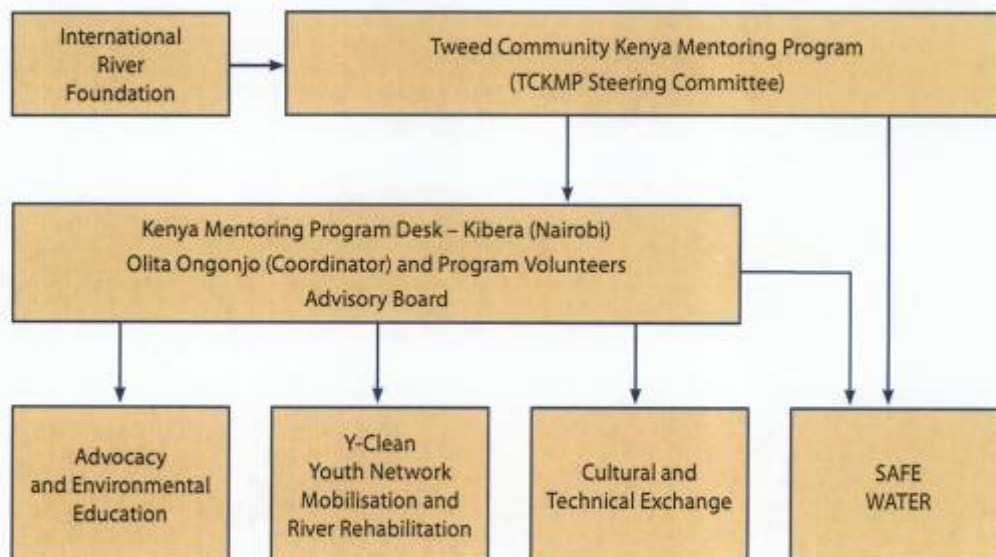 International
River
Foundation
Tweed Community Kenya Mentoring Program
(TCKMP Steering Committee)
Kenya Mentoring Program Desk – Kibera (Nairobi)
Olita Ongonjo (Coordinator) and Program Volunteers
Advisory Board
Advocacy
and Environmental
Education
Y-Clean
Youth Network
Mobilisation and
River Rehabilitation
Cultural and
Technical Exchange
SAFE
WATER